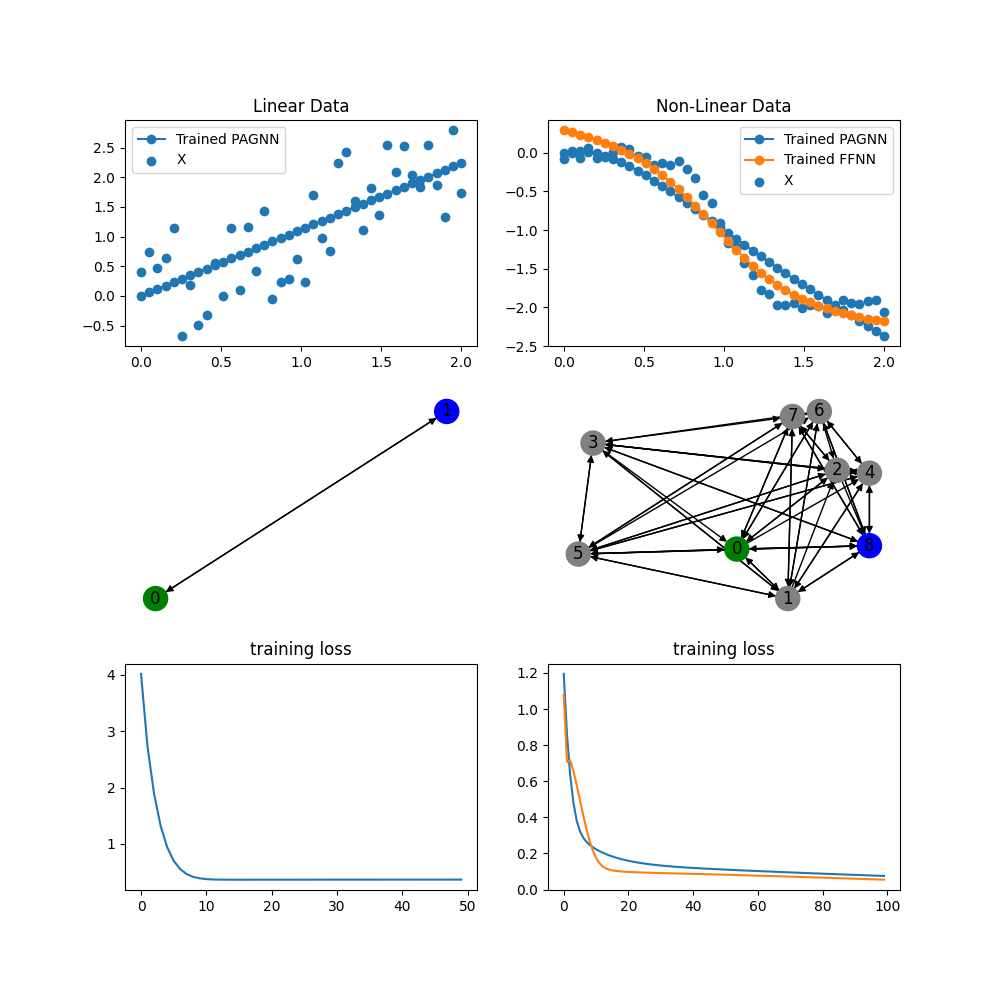 Linear Data
Trained PAGNN
X
2.5
2.0
1.5
1.0
0.5
0.0
−0.5
0.0 0.5 1.0 1.5 2.0
Non-Linear Data
Trained PAGNN
Trained FFNN
X
0.0
−0.5
−1.0
−1.5
−2.0
−2.5
0.0 0.5 1.0 1.5 2.0
1
0
7 6
3
2 4
8
0
5
1
training loss
4
3
2
1
0 10 20 30 40 50
training loss
1.2
1.0
0.8
0.6
0.4
0.2
0.0
0 20 40 60 80 100